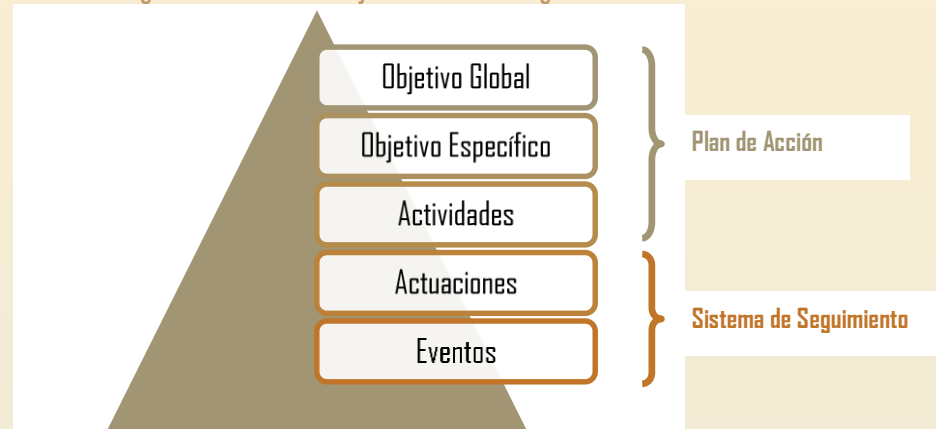 Objetivo Global
Objetivo Específico
Actividades
Actuaciones
Eventos
Plan de Acción
Sistema de Seguimiento